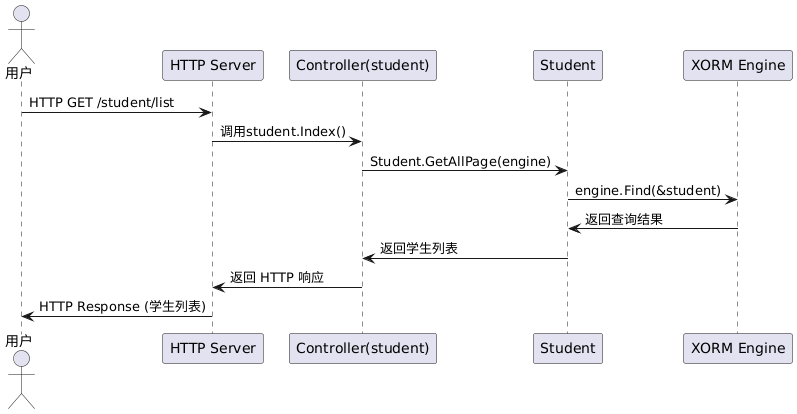 用户
HTTP Server
Controller(student)
Student
XORM Engine
HTTP GET /student/list
调用student.Index()
Student.GetAllPage(engine)
engine.Find(&student)
返回查询结果
返回学生列表
返回 HTTP 响应
HTTP Response (学生列表)
用户
HTTP Server
Controller(student)
Student
XORM Engine